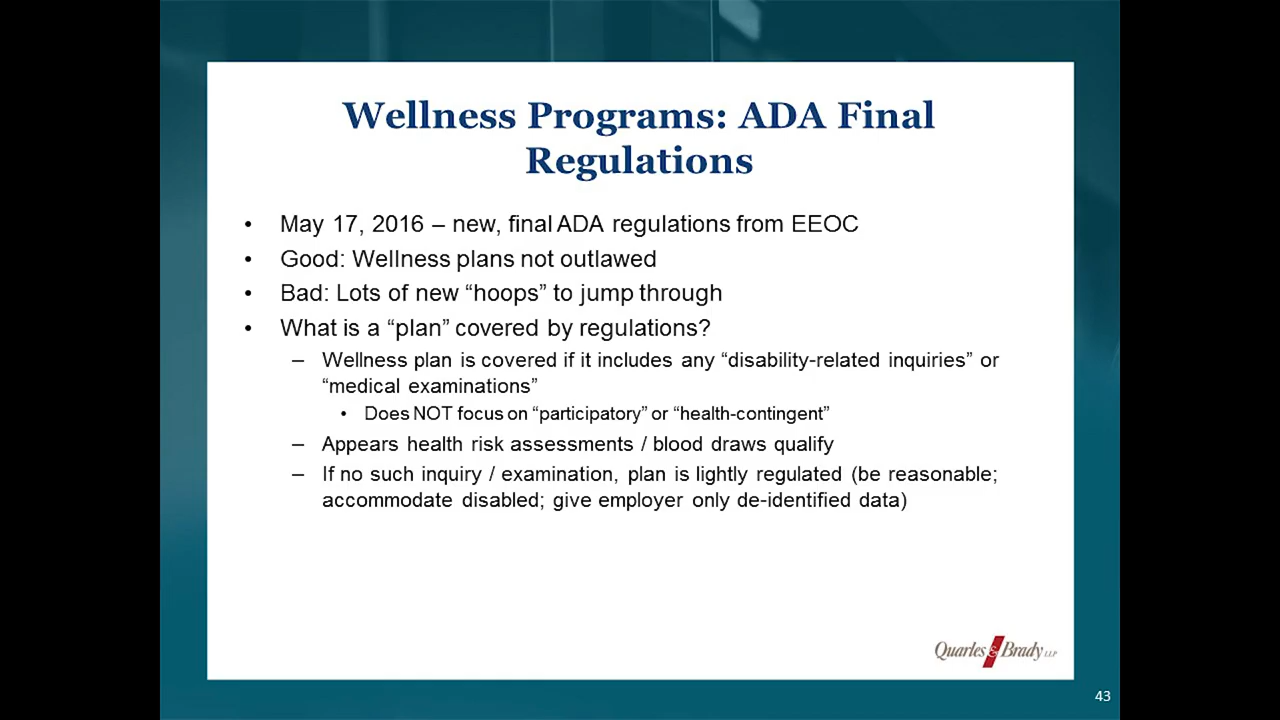 Wellness Programs: ADA Final
Regulations
• May 17, 2016 – new, final ADA regulations from EEOC
• Good: Wellness plans not outlawed
• Bad: Lots of new “hoops” to jump through
• What is a “plan” covered by regulations?
– Wellness plan is covered if it includes any “disability-related inquiries” or
“medical examinations”
• Does NOT focus on “participatory” or “health-contingent”
– Appears health risk assessments / blood draws qualify
– If no such inquiry / examination, plan is lightly regulated (be reasonable;
accommodate disabled; give employer only de-identified data)
Quarles & Brady LLP
43